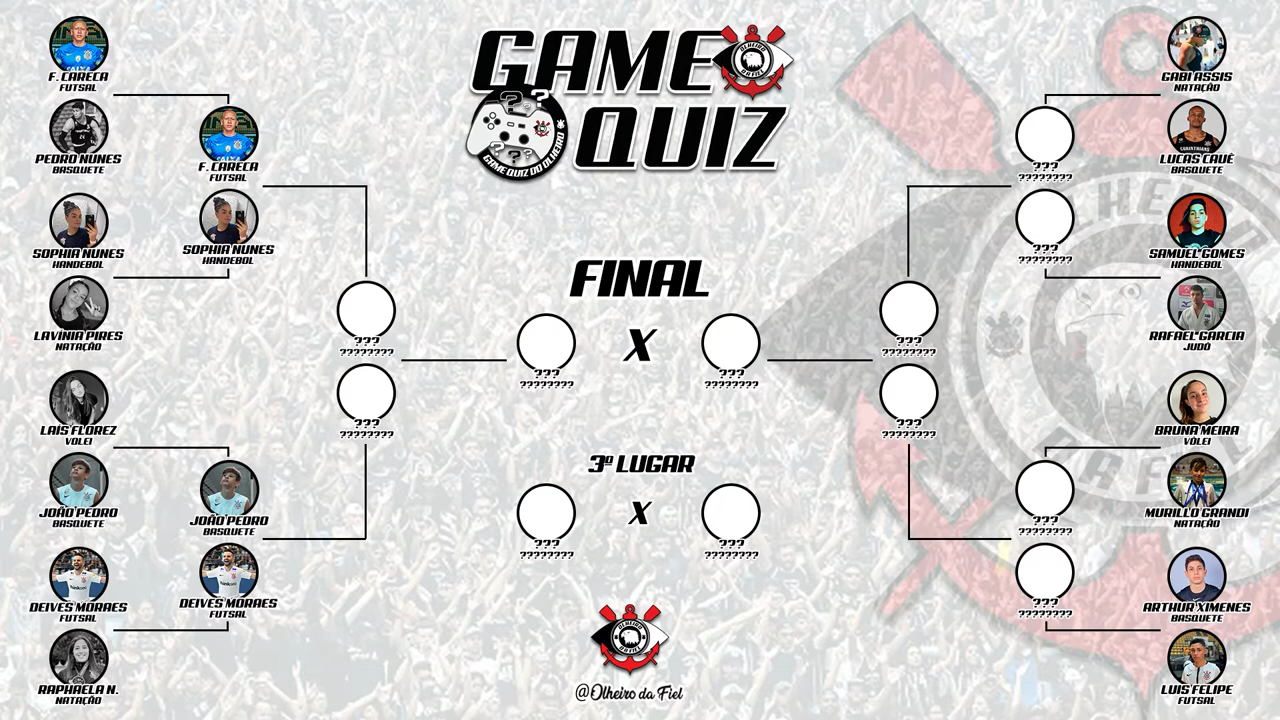 GAME
QUIZ
GAME QUIZ DO OLHEIRO
F. CARECA
FUTSAL
PEDRO NUNES
BASQUETE
SOPHIA NUNES
HANDEBOL
LAVÍNIA PIRES
NATAÇÃO
LAIS FLOREZ
VOLEI
JOÃO PEDRO
BASQUETE
DEIVES MORAES
FUTSAL
RAPHAELA N.
NATAÇÃO
F. CARECA
FUTSAL
SOPHIA NUNES
HANDEBOL
JOÃO PEDRO
BASQUETE
DEIVES MORAES
FUTSAL
???
????????
???
????????
FINAL
X
???
????????
???
????????
3º LUGAR
X
???
????????
???
????????
OLHEIRO
DA FIEL
@Olheiro da Fiel
???
????????
???
????????
???
????????
???
????????
???
????????
???
????????
GABI ASSIS
NATAÇÃO
LUCAS CAUÊ
BASQUETE
SAMUEL GOMES
HANDEBOL
RAFAEL GARCIA
JUDÔ
BRUNA MEIRA
VÔLEI
MURILLO GRANDI
NATAÇÃO
ARTHUR XIMENES
BASQUETE
LUIS FELIPE
FUTSAL